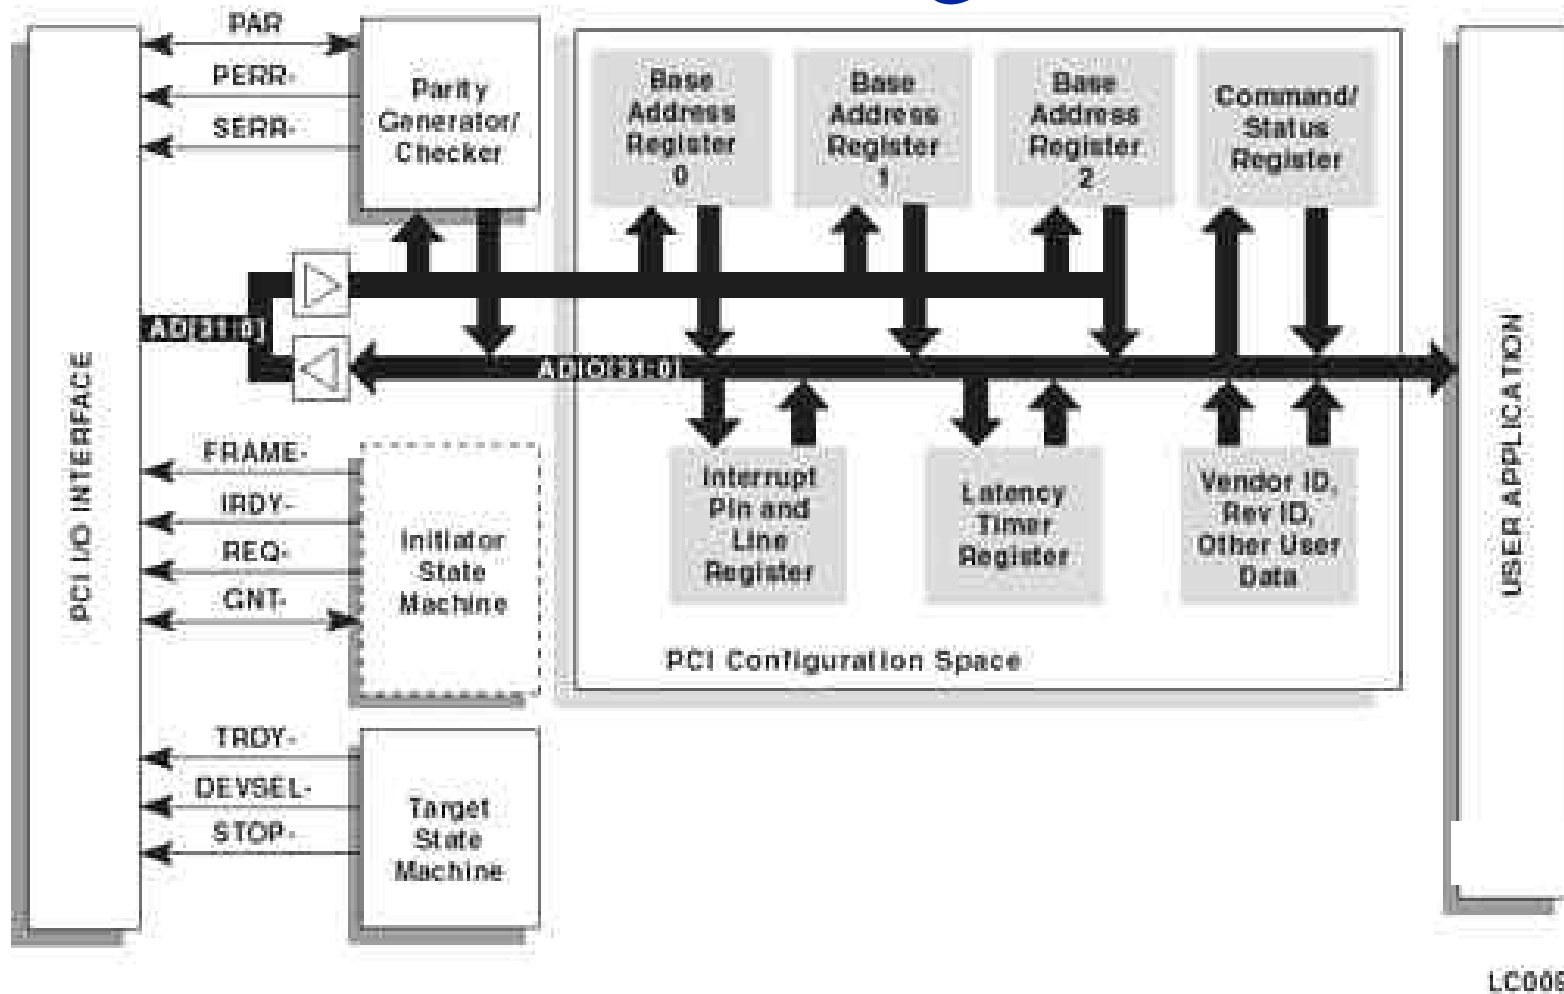 PAR
PERR-
SERR-
Parity
Generator/
Checker
Base
Address
Register
0
Base
Address
Register
1
Base
Address
Register
2
Command/
Status
Register
AD[31:0]
ADIO[31:0]
PCI I/O INTERFACE
FRAME-
IRDY-
REQ-
GNT-
Initiator
State
Machine
Interrupt
Pin and
Line
Register
Latency
Timer
Register
Vendor ID,
Rev ID,
Other User
Data
PCI Configuration Space
USER APPLICATION
TRDY-
DEVSEL-
STOP-
Target
State
Machine